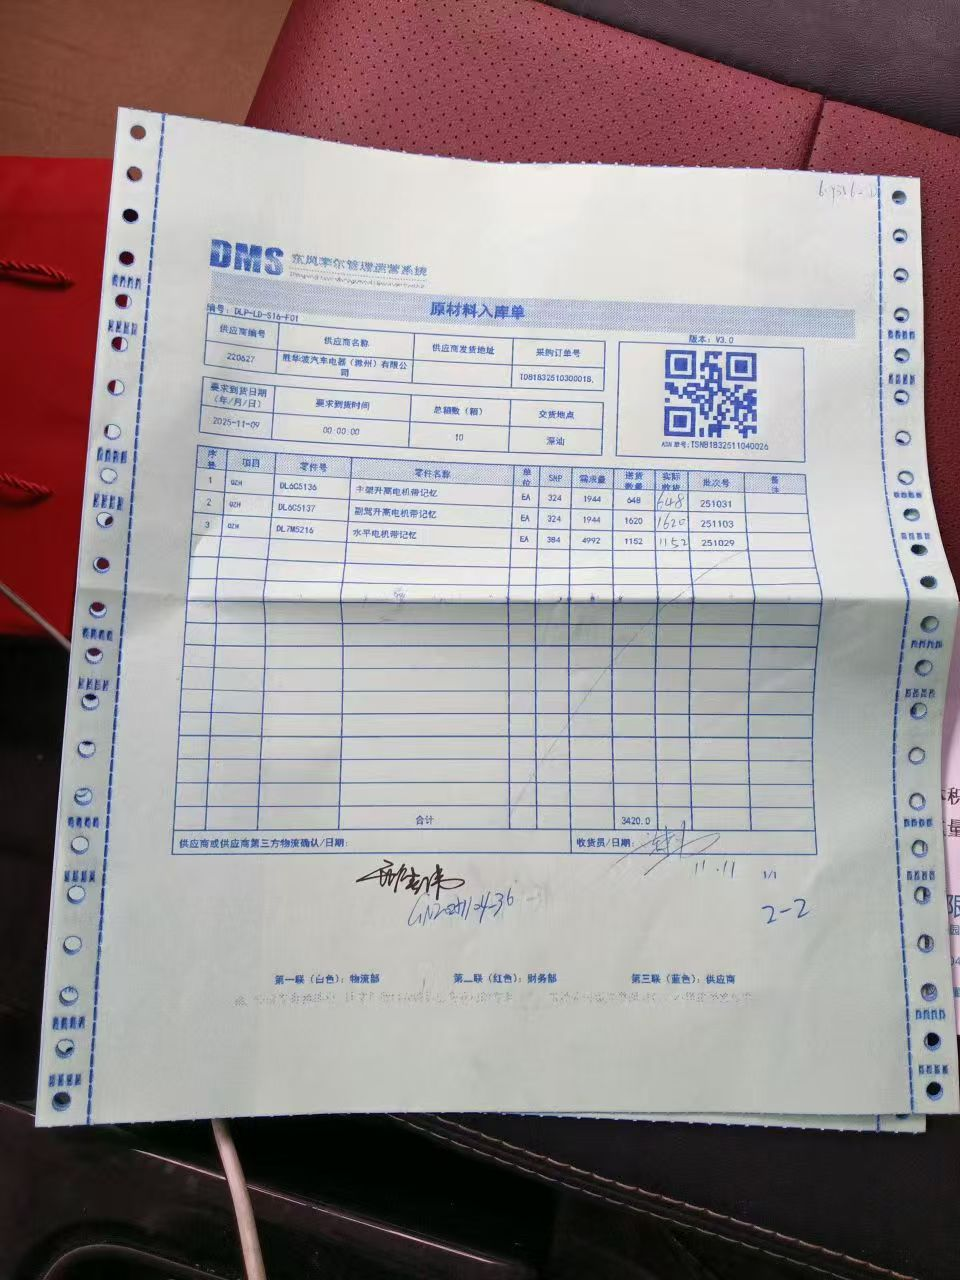 DMS 东风李尔管理运营系统
原材料入库单
编号：DLP-LD-S16-F01
版本：V3.0
供应商编号 供应商名称 供应商发货地址 采购订单号
220627 胜华波汽车电器（滁州）有限公司 TDB1832510300018,
要求到货日期（年/月/日） 要求到货时间 总箱数（箱） 交货地点
2025-11-09 00:00:00 10 深汕
ASN 单号:TSNB1832511040026
序号 项目 零件号 零件名称 单位 SNP 需求量 送货数量 实际收货 批次号 备注
1 QZH DL6C5136 主驾升高电机带记忆 EA 324 1944 648 648 251031
2 QZH DL6C5137 副驾升高电机带记忆 EA 324 1944 1620 1620 251103
3 QZH DL7M5216 水平电机带记忆 EA 384 4992 1152 1152 251029
合计 3420.0
供应商或供应商第三方物流确认/日期: 收货员/日期:
11.11
1/1
2-2
第一联（白色）: 物流部 第二联（红色）: 财务部 第三联（蓝色）: 供应商